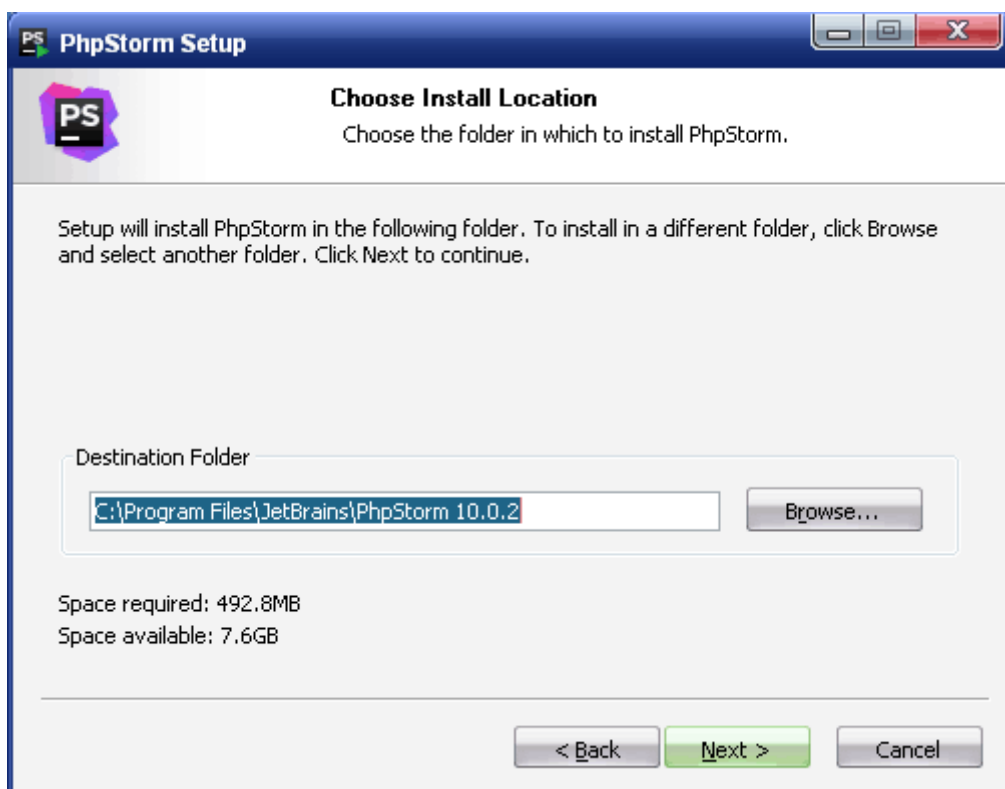 PS PhpStorm Setup
PS
Choose Install Location
Choose the folder in which to install PhpStorm.
Setup will install PhpStorm in the following folder. To install in a different folder, click Browse
and select another folder. Click Next to continue.
Destination Folder
C:\Program Files\JetBrains\PhpStorm 10.0.2
Browse...
Space required: 492.8MB
Space available: 7.6GB
< Back Next > Cancel